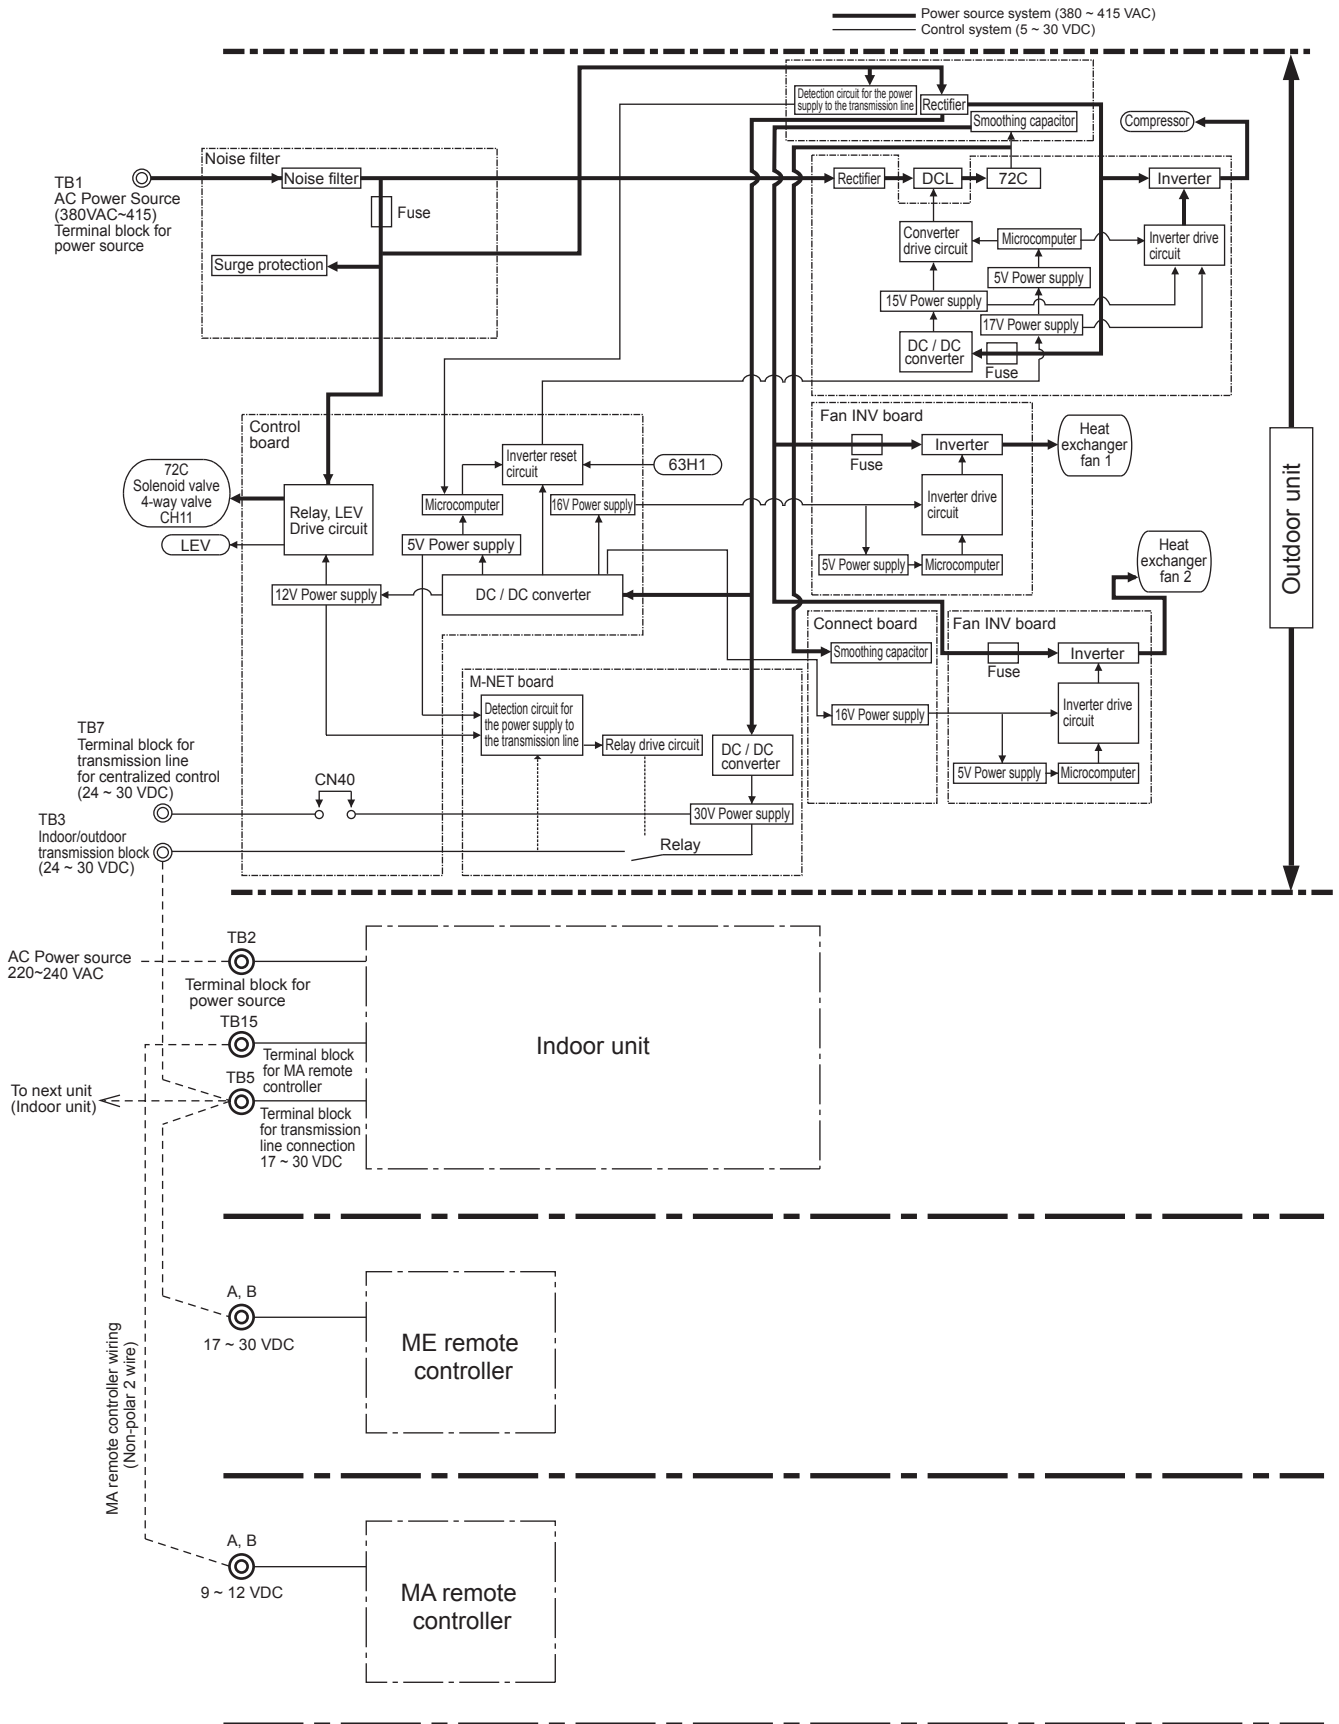 Power source system (380 ~ 415 VAC)
Control system (5 ~ 30 VDC)
Detection circuit for the power
supply to the transmission line
Rectifier
Smoothing capacitor
Compressor
Noise filter
Noise filter
TB1
AC Power Source
(380VAC~415)
Terminal block for
power source
Fuse
Surge protection
Rectifier
DCL
72C
Inverter
Converter
drive circuit
Microcomputer
Inverter drive
circuit
5V Power supply
15V Power supply
17V Power supply
DC / DC
converter
Fuse
Control
board
72C
Solenoid valve
4-way valve
CH11
LEV
Relay, LEV
Drive circuit
12V Power supply
Inverter reset
circuit
63H1
Microcomputer
16V Power supply
5V Power supply
DC / DC converter
Fan INV board
Fuse
Inverter
Heat
exchanger
fan 1
Inverter drive
circuit
5V Power supply
Microcomputer
Heat
exchanger
fan 2
Outdoor unit
Connect board
Smoothing capacitor
16V Power supply
Fan INV board
Fuse
Inverter
Inverter drive
circuit
5V Power supply
Microcomputer
M-NET board
Detection circuit for
the power supply to
the transmission line
Relay drive circuit
DC / DC
converter
30V Power supply
Relay
TB7
Terminal block for
transmission line
for centralized control
(24 ~ 30 VDC)
CN40
TB3
Indoor/outdoor
transmission block
(24 ~ 30 VDC)
AC Power source
220~240 VAC
TB2
Terminal block for
power source
TB15
Terminal block
for MA remote
controller
TB5
Terminal block
for transmission
line connection
17 ~ 30 VDC
To next unit
(Indoor unit)
Indoor unit
A, B
17 ~ 30 VDC
ME remote
controller
MA remote controller wiring
(Non-polar 2 wire)
A, B
9 ~ 12 VDC
MA remote
controller